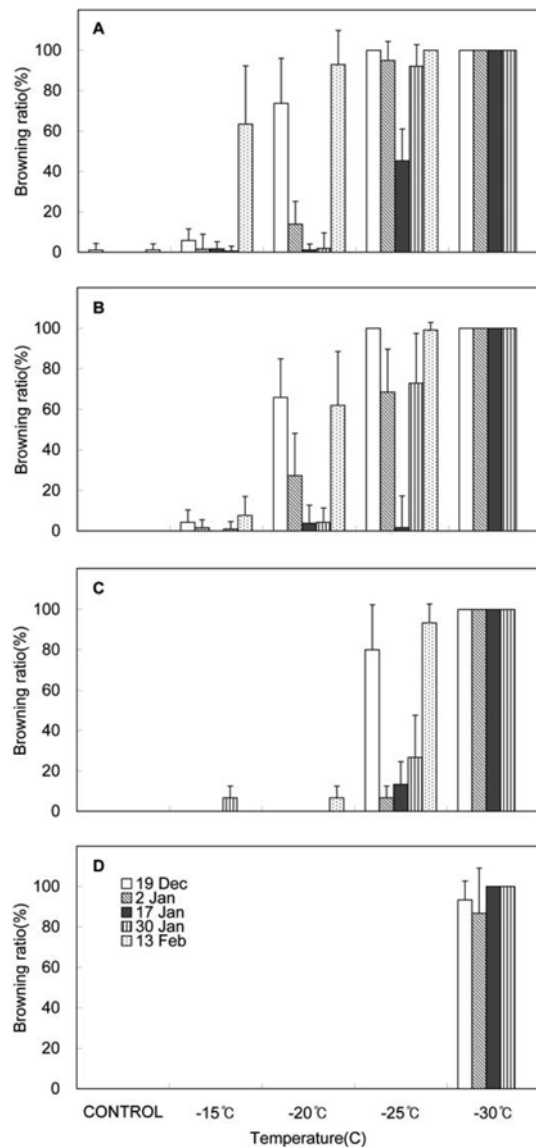 A
Browning ratio(%)
100
80
60
40
20
0
B
Browning ratio(%)
100
80
60
40
20
0
C
Browning ratio(%)
100
80
60
40
20
0
D
Browning ratio(%)
100
80
60
40
20
0
19 Dec
2 Jan
17 Jan
30 Jan
13 Feb
CONTROL -15℃ -20℃ -25℃ -30℃
Temperature(C)